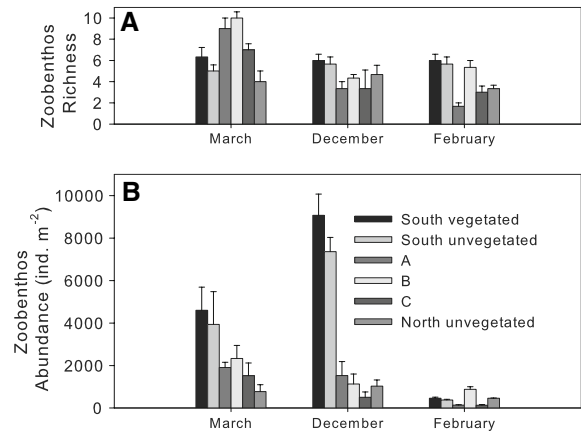 A
Zoobenthos
Richness
10
8
6
4
2
0
March December February
B
Zoobenthos
Abundance (ind. m⁻²)
10000
8000
6000
4000
2000
0
South vegetated
South unvegetated
A
B
C
North unvegetated
March December February